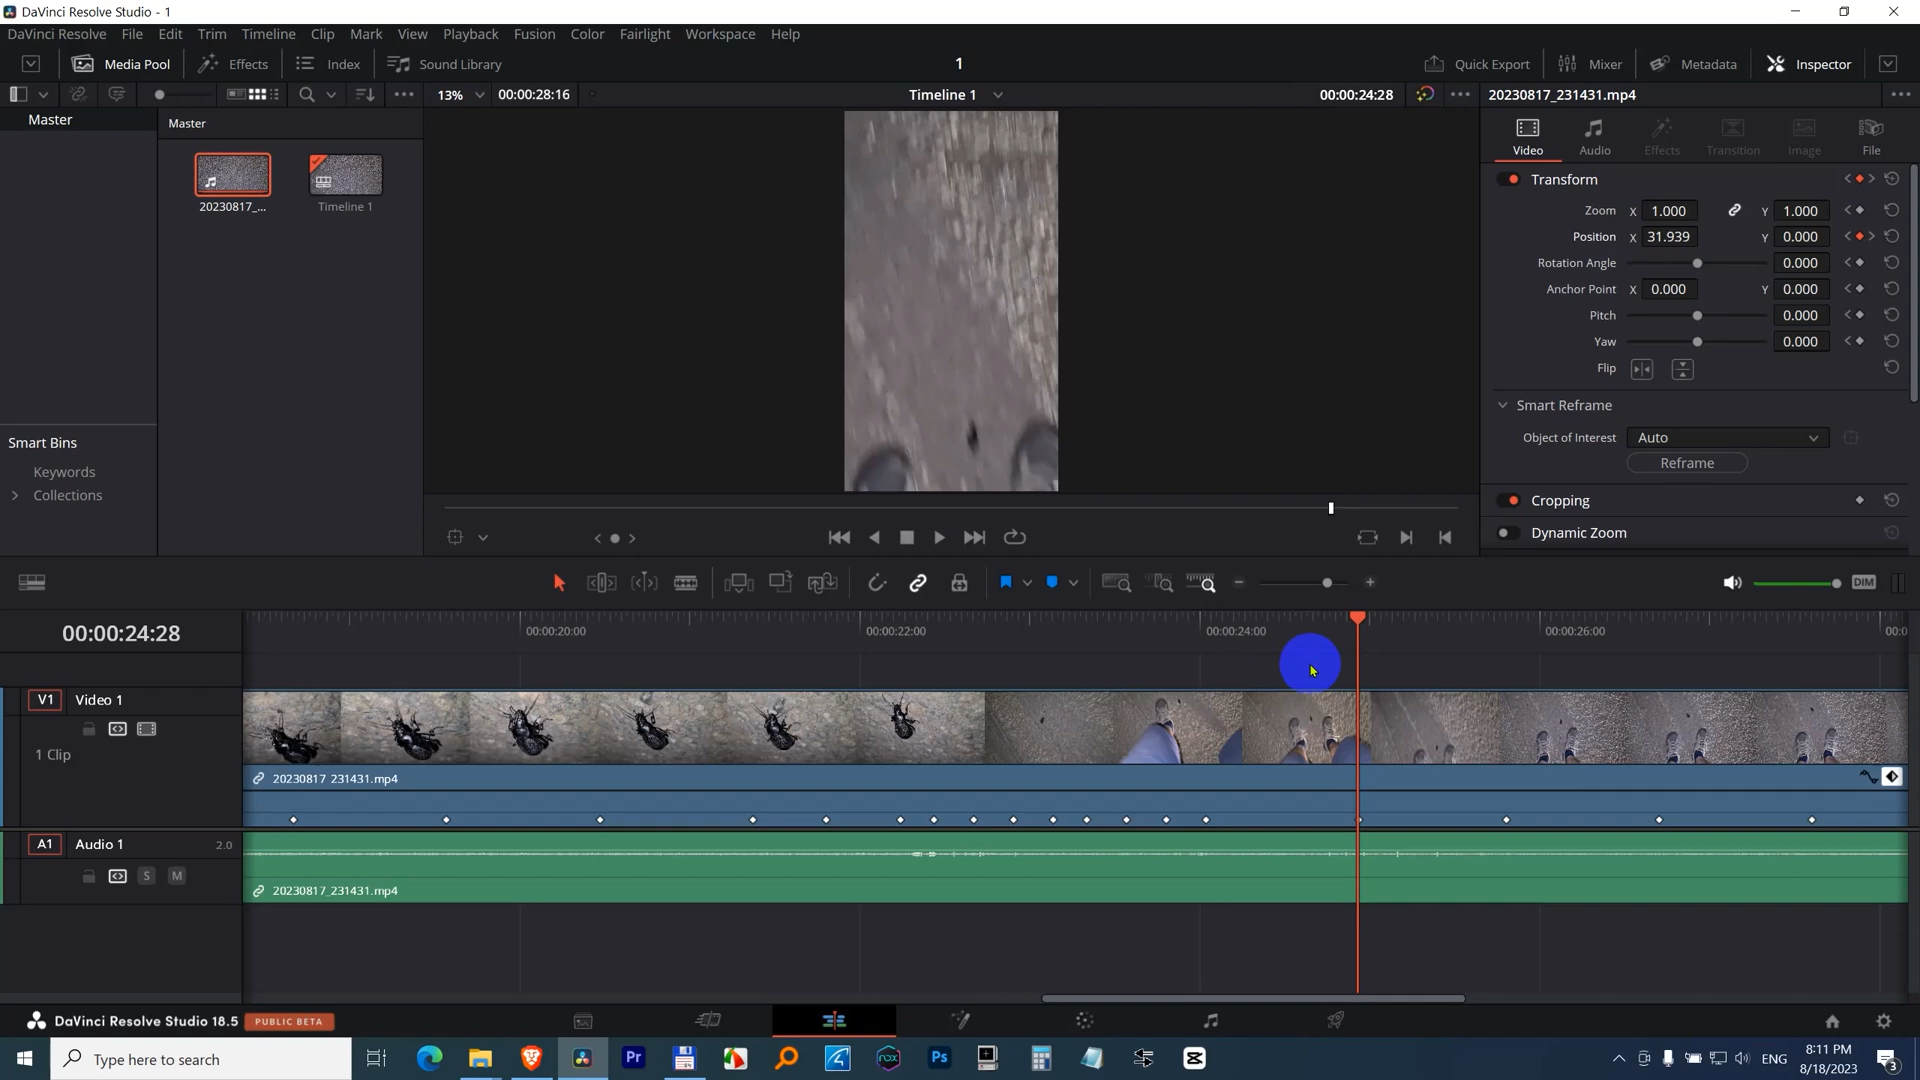 DaVinci Resolve Studio - 1
DaVinci Resolve File Edit Trim Timeline Clip Mark View Playback Fusion Color Fairlight Workspace Help
Media Pool Effects Index Sound Library 1 Quick Export Mixer Metadata Inspector
13% 00:00:28:16 Timeline 1 00:00:24:28 20230817_231431.mp4
Master
Master
20230817_...
Timeline 1
Smart Bins
Keywords
Collections
Video Audio Effects Transition Image File
Transform
Zoom X 1.000 Y 1.000
Position X 31.939 Y 0.000
Rotation Angle 0.000
Anchor Point X 0.000 Y 0.000
Pitch 0.000
Yaw 0.000
Flip
Smart Reframe
Object of Interest Auto
Reframe
Cropping
Dynamic Zoom
DIM
00:00:24:28
00:00:20:00 00:00:22:00 00:00:24:00 00:00:26:00 00:0
V1 Video 1
1 Clip
20230817_231431.mp4
A1 Audio 1 2.0
S M
20230817_231431.mp4
DaVinci Resolve Studio 18.5 PUBLIC BETA
Type here to search
Pr
Ps
nox
ENG
8:11 PM
8/18/2023
3